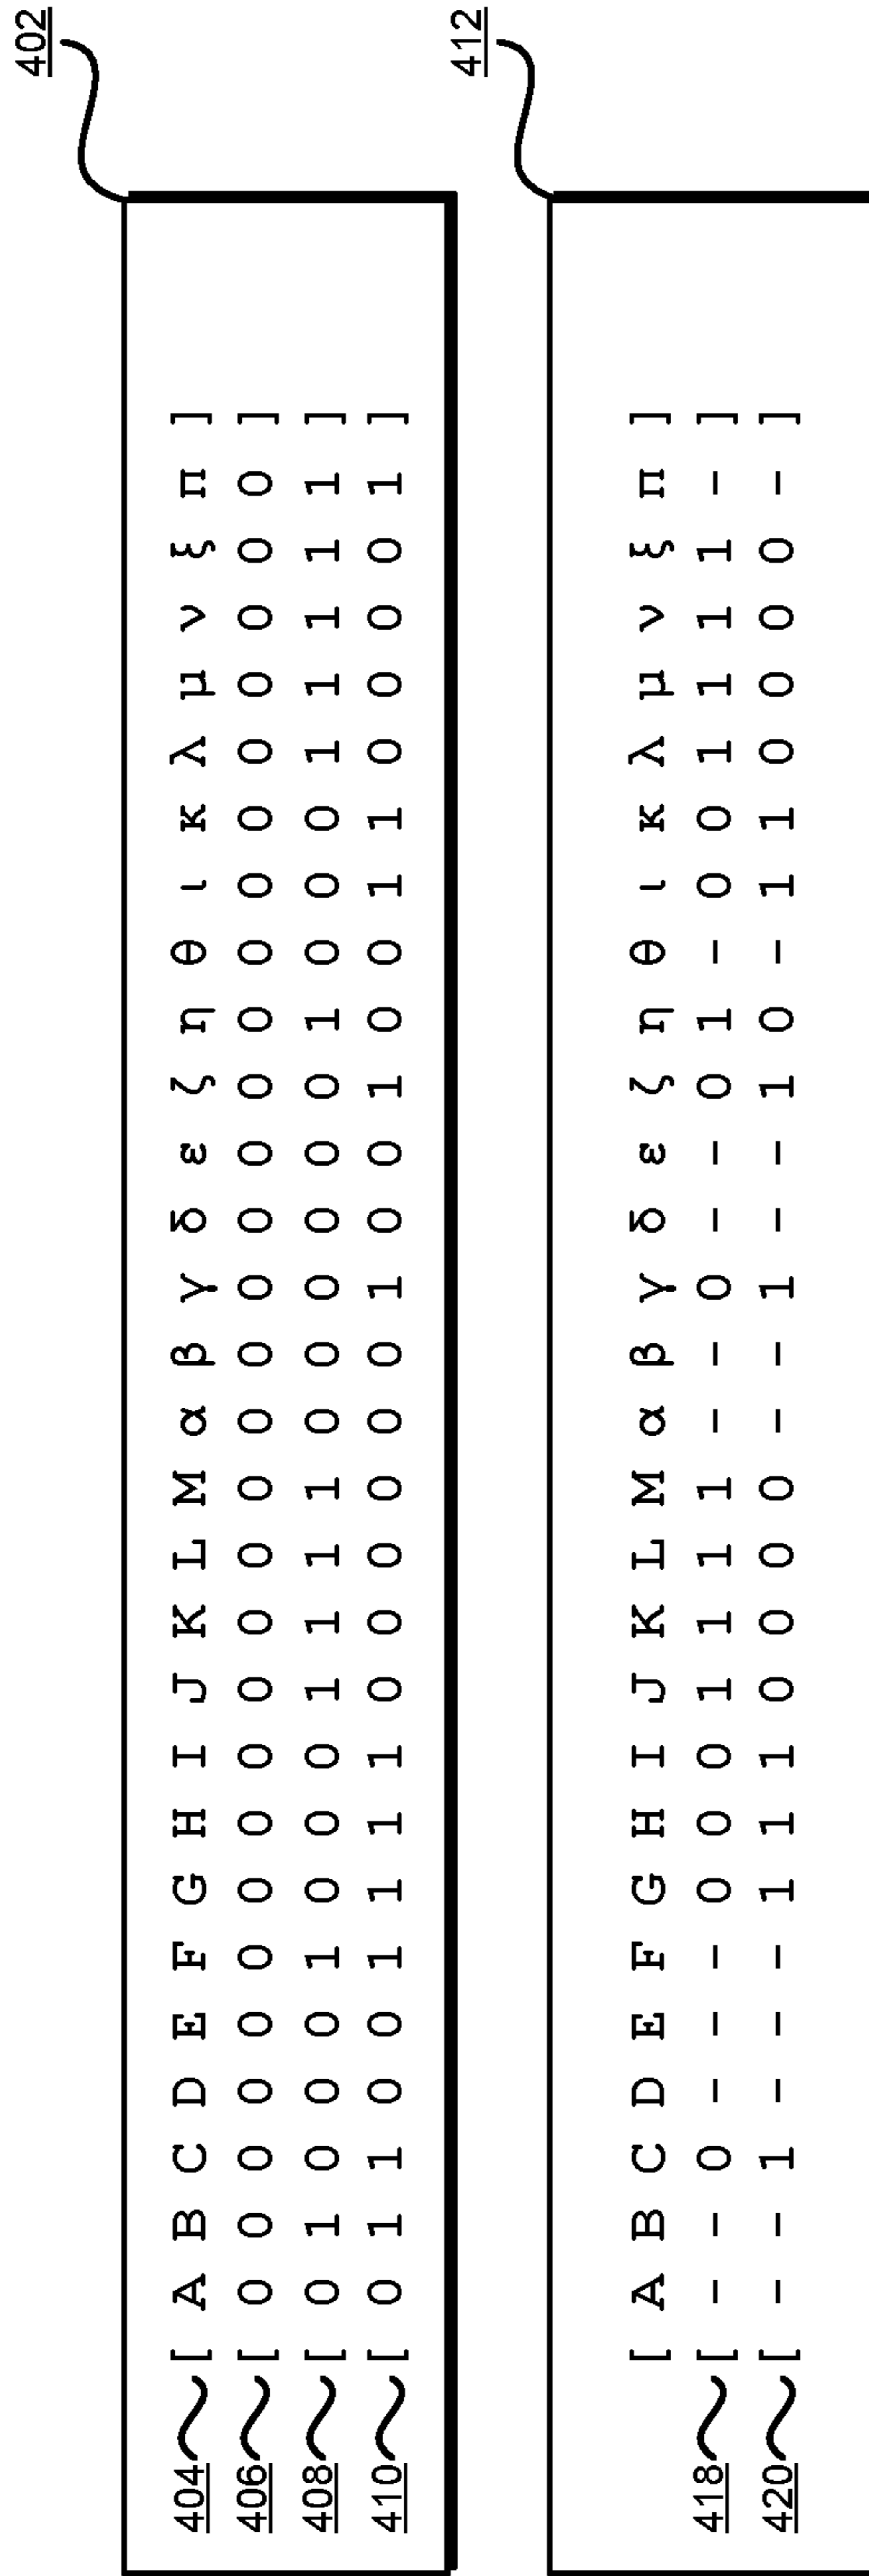 402
404 [ A B C D E F G H I J K L M α β γ δ ε ζ η θ ι κ λ μ ν ξ π ]
406 [ 0 0 0 0 0 0 0 0 0 0 0 0 0 0 0 0 0 0 0 0 0 0 0 0 0 0 0 0 ]
408 [ 0 1 0 0 0 1 0 0 0 1 1 1 1 0 0 0 0 0 0 1 0 0 0 1 1 1 1 1 ]
410 [ 0 1 1 0 0 1 1 1 1 0 0 0 0 0 0 1 0 0 1 0 0 1 1 0 0 0 0 1 ]
412
[ A B C D E F G H I J K L M α β γ δ ε ζ η θ ι κ λ μ ν ξ π ]
418 [ - - 0 - - - 0 0 0 1 1 1 1 - - 0 - - 0 1 - 0 0 1 1 1 1 - ]
420 [ - - 1 - - - 1 1 1 0 0 0 0 - - 1 - - 1 0 - 1 1 0 0 0 0 - ]